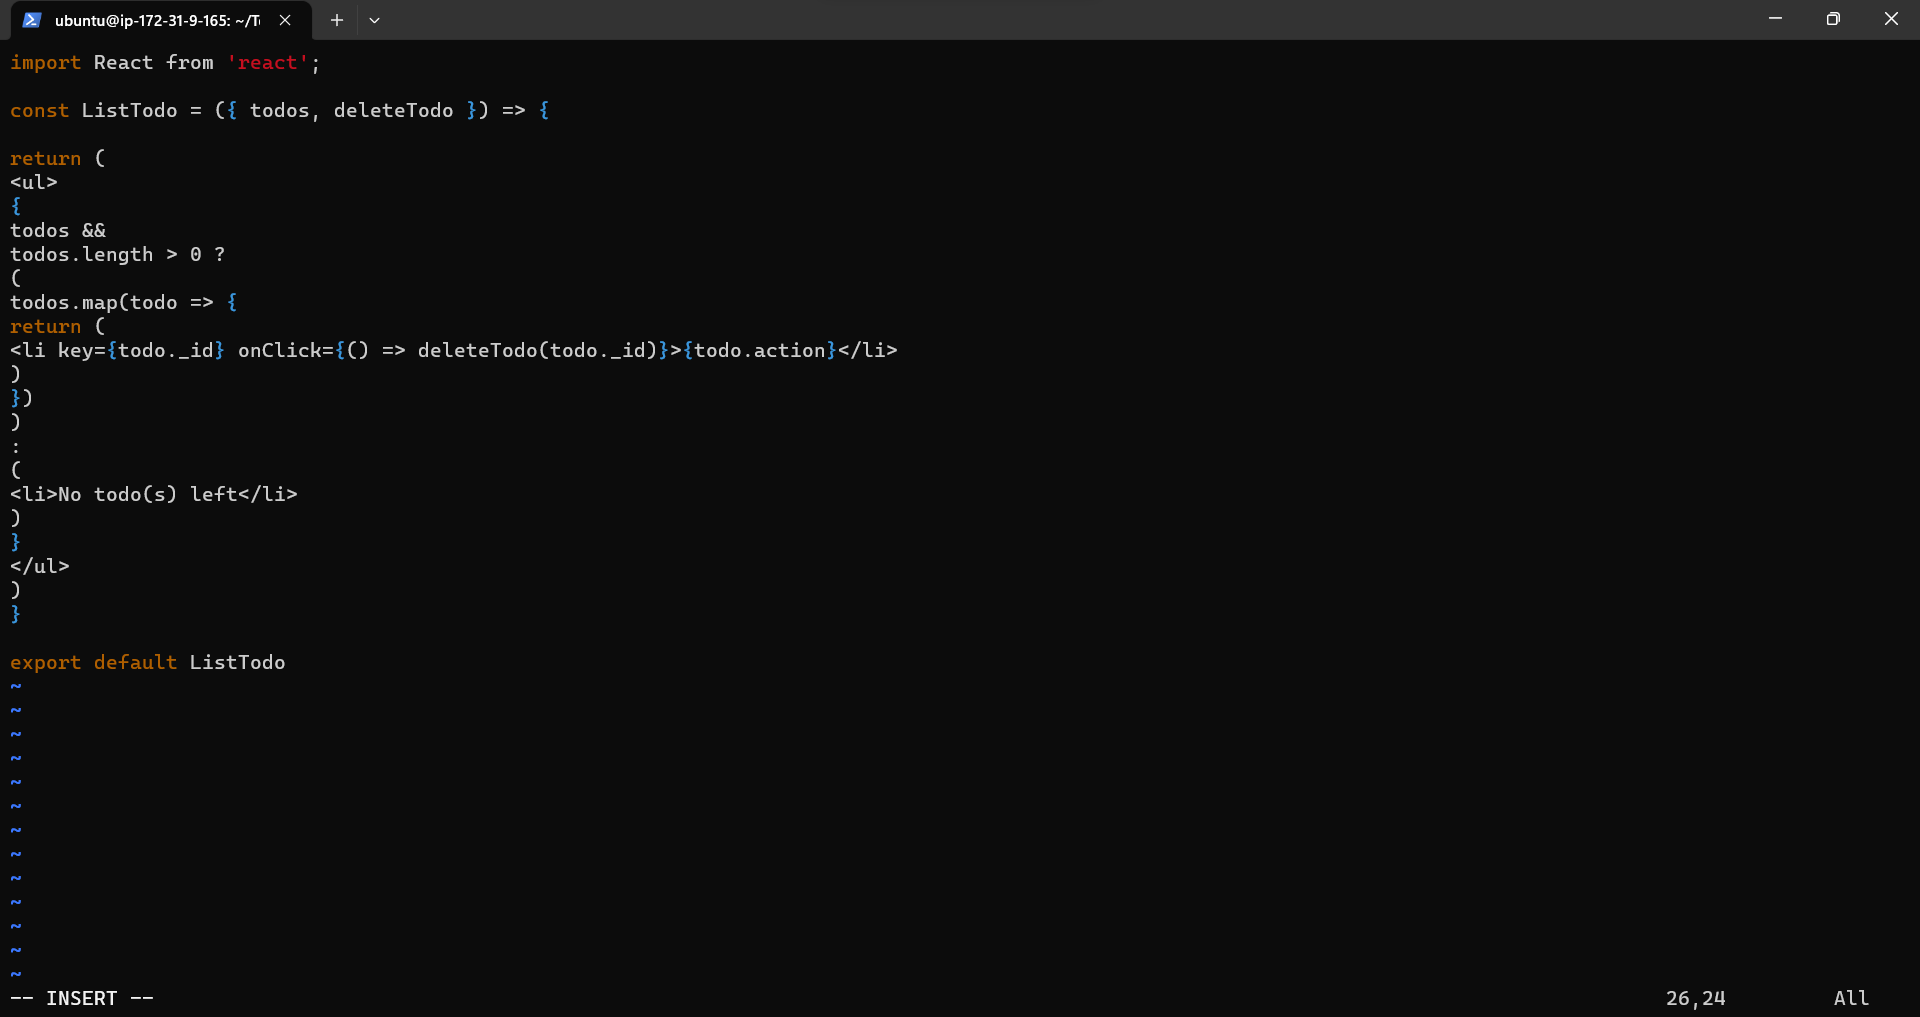 ubuntu@ip-172-31-9-165: ~/T
import React from 'react';
const ListTodo = ({ todos, deleteTodo }) => {
return (
<ul>
{
todos &&
todos.length > 0 ?
(
todos.map(todo => {
return (
<li key={todo._id} onClick={() => deleteTodo(todo._id)}>{todo.action}</li>
)
})
)
:
(
<li>No todo(s) left</li>
)
}
</ul>
)
}
export default ListTodo
~
~
~
~
~
~
~
~
~
~
~
~
~
-- INSERT -- 26,24 All